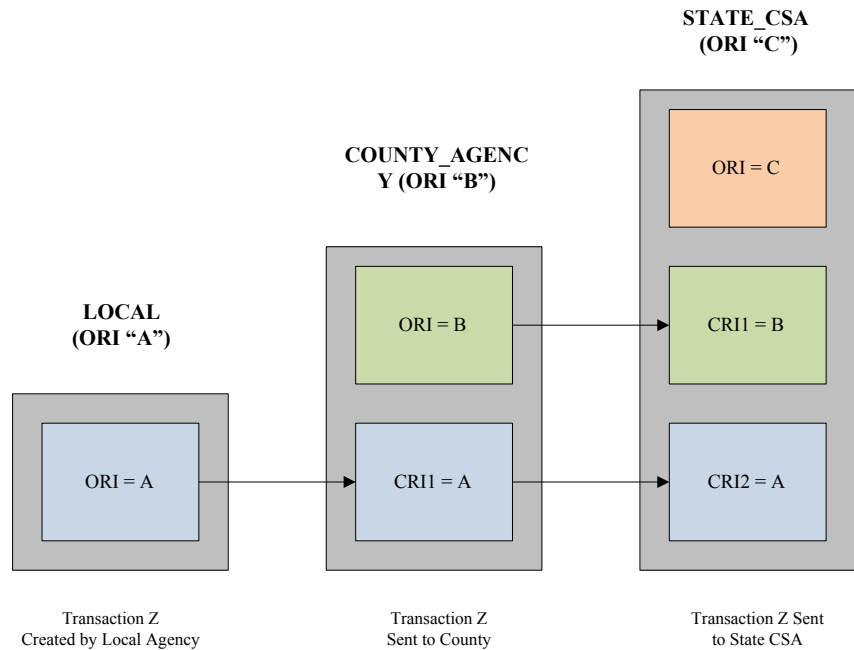 STATE_CSA
(ORI “C”)
ORI = C
COUNTY_AGENC
Y (ORI “B”)
ORI = B
CRI1 = B
LOCAL
(ORI “A”)
ORI = A
CRI1 = A
CRI2 = A
Transaction Z
Created by Local Agency
Transaction Z
Sent to County
Transaction Z Sent
to State CSA